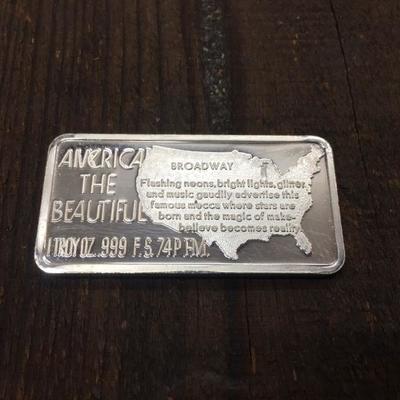 AMERICA
THE
BEAUTIFUL
1 TROY OZ. .999 F.S. 74P T.M.
BROADWAY
Flashing neons, bright lights, glitter
and music gaudily advertise this
famous mecca where stars are
born and the magic of make-
believe becomes reality.